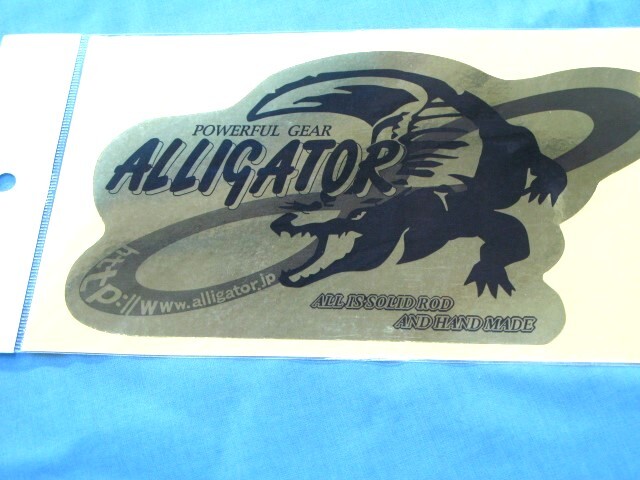 POWERFUL GEAR
ALLIGATOR
http://www.alligator.jp
ALL IS SOLID ROD
AND HAND MADE